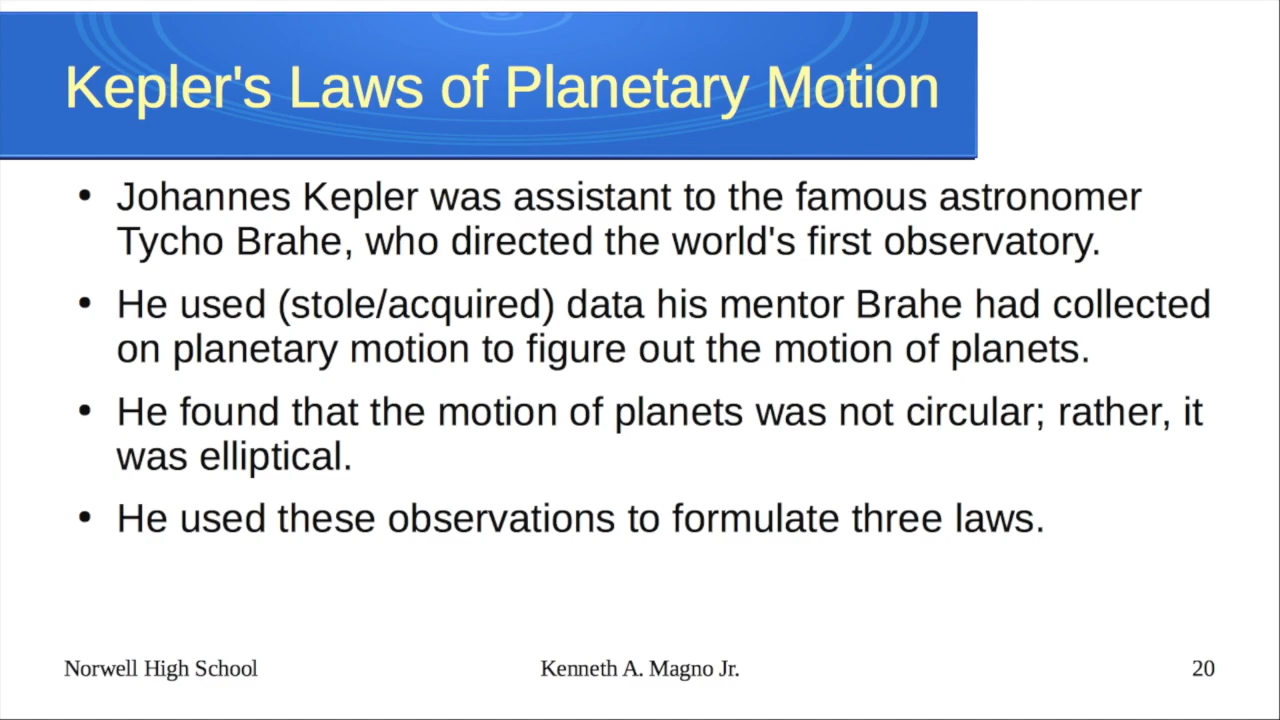 Kepler's Laws of Planetary Motion
• Johannes Kepler was assistant to the famous astronomer
Tycho Brahe, who directed the world's first observatory.
• He used (stole/acquired) data his mentor Brahe had collected
on planetary motion to figure out the motion of planets.
• He found that the motion of planets was not circular; rather, it
was elliptical.
• He used these observations to formulate three laws.
Norwell High School
Kenneth A. Magno Jr.
20